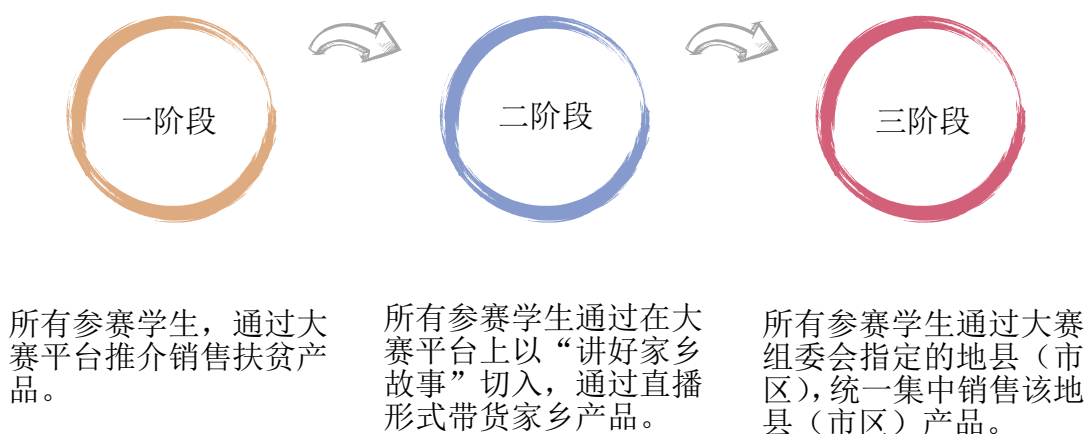 一阶段
二阶段
三阶段
所有参赛学生，通过大
赛平台推介销售扶贫产
品。
所有参赛学生通过在大
赛平台上以“讲好家乡
故事”切入，通过直播
形式带货家乡产品。
所有参赛学生通过大赛
组委会指定的地县（市
区），统一集中销售该地
县（市区）产品。